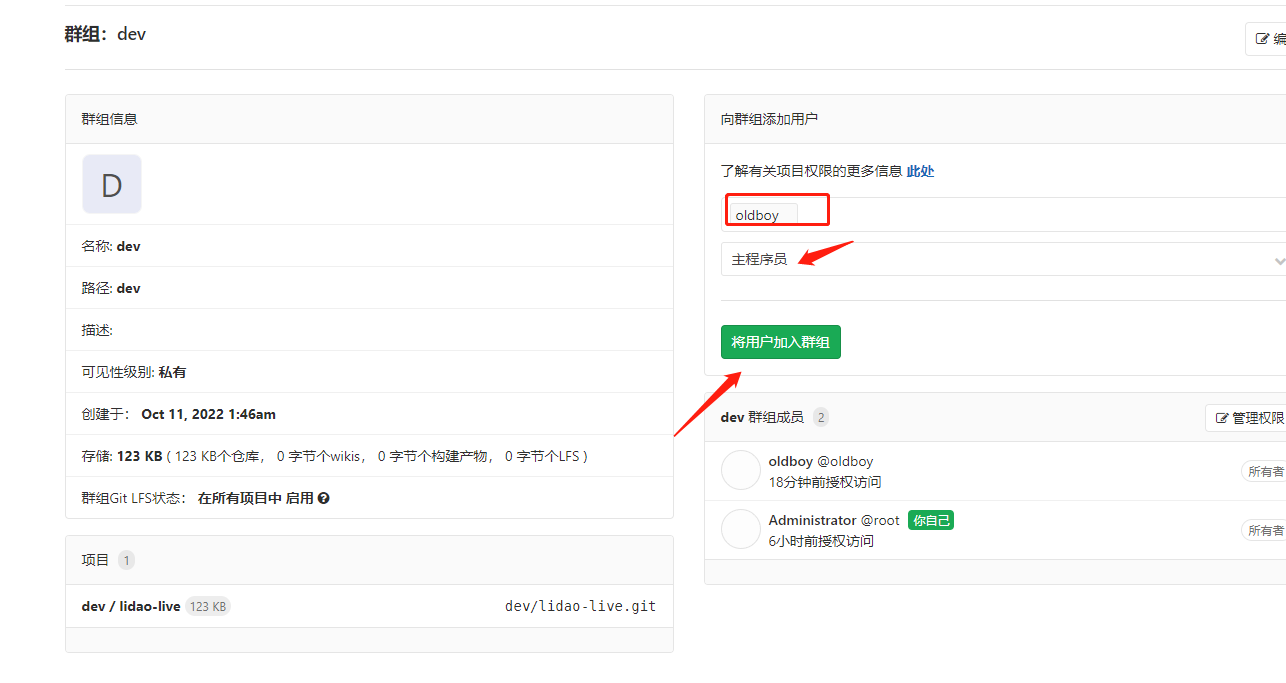 群组： dev
编
群组信息
D
名称: dev
路径: dev
描述:
可见性级别: 私有
创建于： Oct 11, 2022 1:46am
存储: 123 KB ( 123 KB个仓库， 0 字节个wikis， 0 字节个构建产物， 0 字节个LFS )
群组Git LFS状态： 在所有项目中 启用
项目 1
dev / lidao-live 123 KB dev/lidao-live.git
向群组添加用户
了解有关项目权限的更多信息 此处
oldboy
主程序员
将用户加入群组
dev 群组成员 2 管理权限
oldboy @oldboy
18分钟前授权访问
所有者
Administrator @root 你自己
6小时前授权访问
所有者